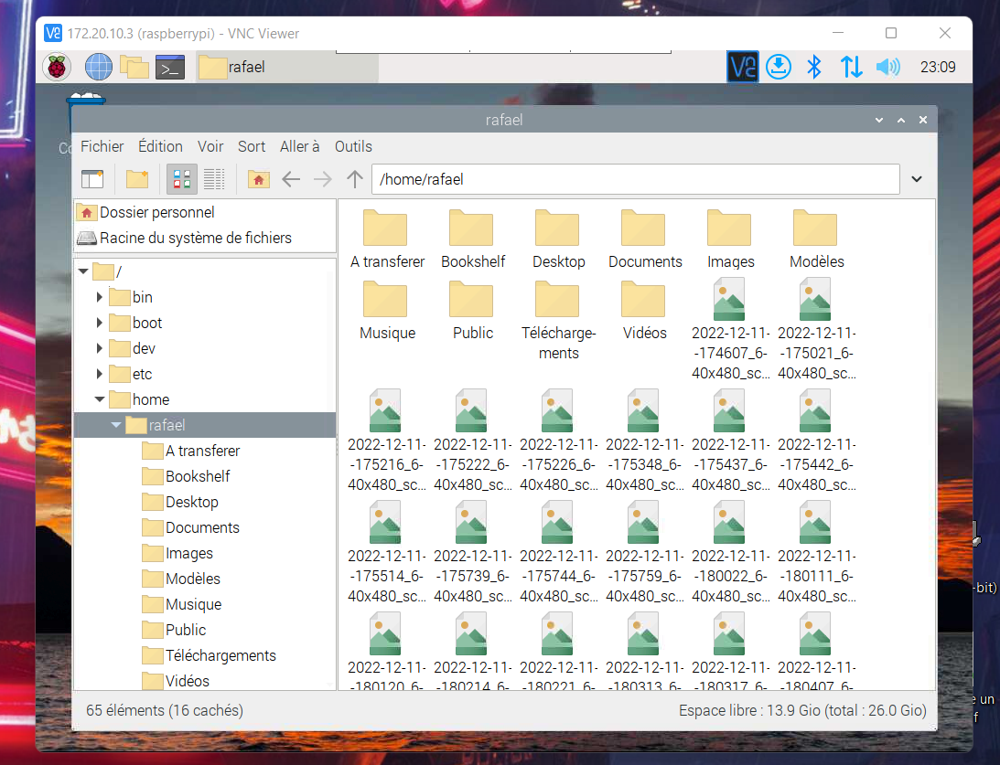 172.20.10.3 (raspberrypi) - VNC Viewer
rafael
23:09
rafael
Fichier Édition Voir Sort Aller à Outils
/home/rafael
Dossier personnel
Racine du système de fichiers
/
bin
boot
dev
etc
home
rafael
A transferer
Bookshelf
Desktop
Documents
Images
Modèles
Musique
Public
Téléchargements
Vidéos
A transferer Bookshelf Desktop Documents Images Modèles
Musique Public Télécharge- Vidéos 2022-12-11- 2022-12-11-
ments -174607_6- -175021_6-
40x480_sc... 40x480_sc...
2022-12-11- 2022-12-11- 2022-12-11- 2022-12-11- 2022-12-11- 2022-12-11-
-175216_6- -175222_6- -175226_6- -175348_6- -175437_6- -175442_6-
40x480_sc... 40x480_sc... 40x480_sc... 40x480_sc... 40x480_sc... 40x480_sc...
2022-12-11- 2022-12-11- 2022-12-11- 2022-12-11- 2022-12-11- 2022-12-11-
-175514_6- -175739_6- -175744_6- -175759_6- -180022_6- -180111_6-
40x480_sc... 40x480_sc... 40x480_sc... 40x480_sc... 40x480_sc... 40x480_sc...
2022-12-11- 2022-12-11- 2022-12-11- 2022-12-11- 2022-12-11- 2022-12-11-
-180120_6- -180214_6- -180221_6- -180313_6- -180317_6- -180407_6-
65 éléments (16 cachés)
Espace libre : 13.9 Gio (total : 26.0 Gio)
-bit)
e un
f